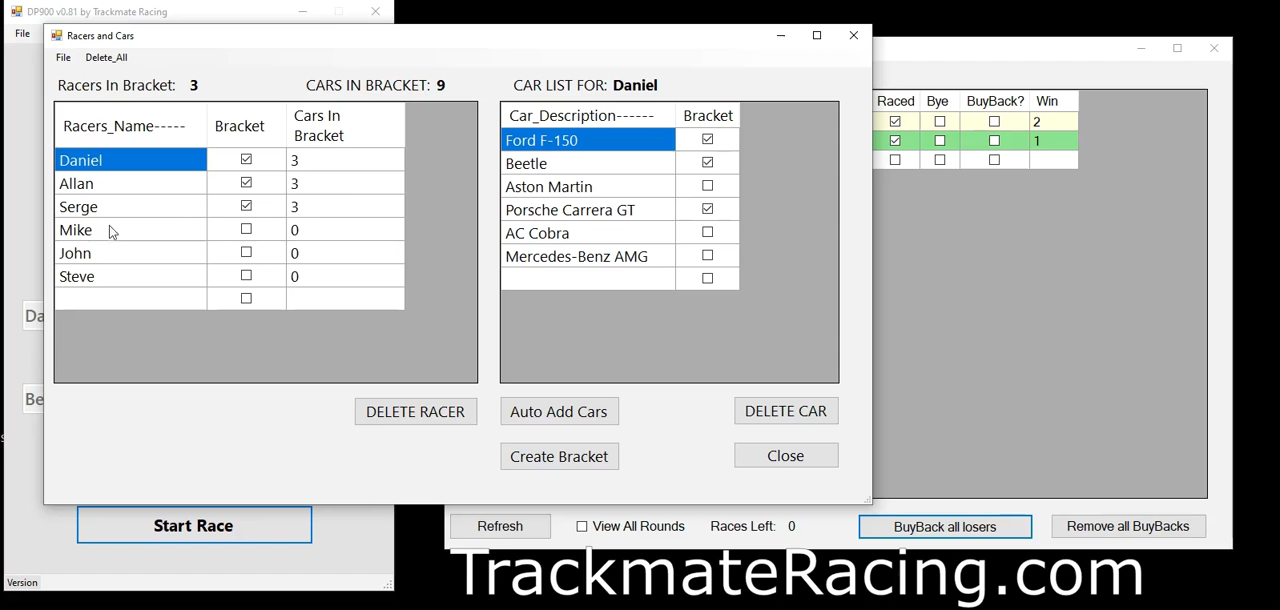 DP900 v0.81 by Trackmate Racing
File
Racers and Cars
File Delete_All
Racers In Bracket: 3 CARS IN BRACKET: 9 CAR LIST FOR: Daniel
Racers_Name----- Bracket Cars In Bracket
Daniel 3
Allan 3
Serge 3
Mike 0
John 0
Steve 0
Car_Description------ Bracket
Ford F-150
Beetle
Aston Martin
Porsche Carrera GT
AC Cobra
Mercedes-Benz AMG
Raced Bye BuyBack? Win
2
1
Da
Be
DELETE RACER Auto Add Cars DELETE CAR
Create Bracket Close
Start Race
Refresh View All Rounds Races Left: 0 BuyBack all losers Remove all BuyBacks
Version
TrackmateRacing.com